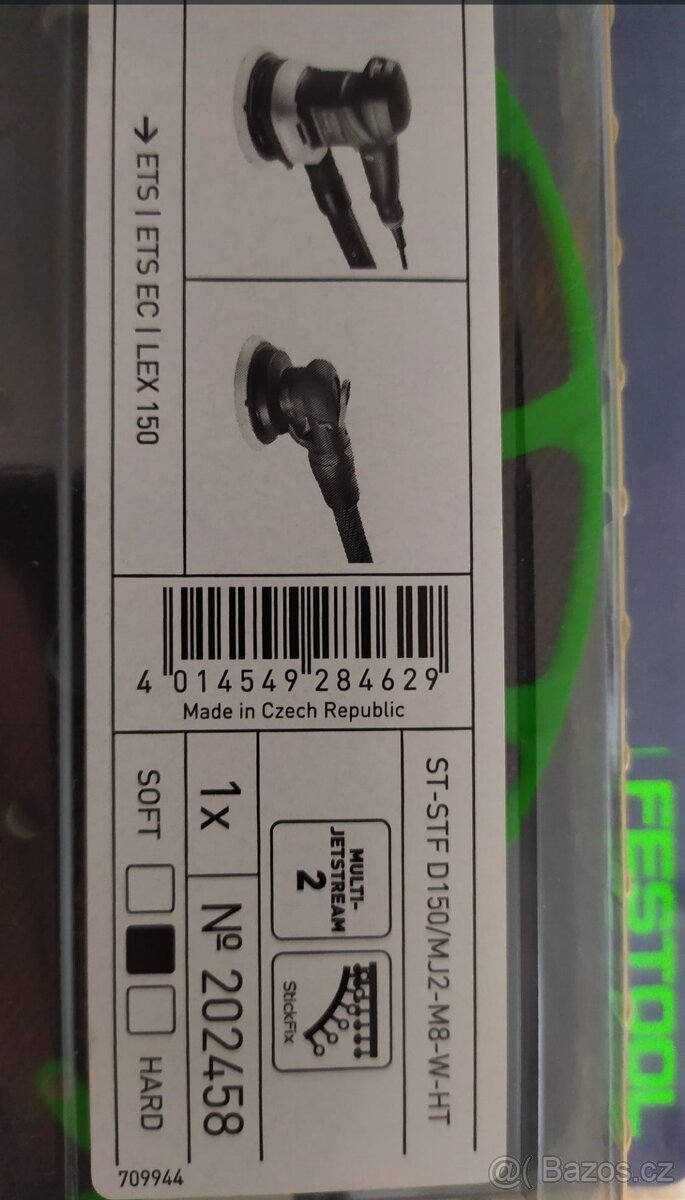 → ETS | ETS EC | LEX 150
4 014549 284629
Made in Czech Republic
ST-STF D150/MJ2-M8-W-HT
MULTI-
JETSTREAM
2
StickFix
1x
Nº 202458
SOFT
HARD
709944
FESTOOL
@( Bazos.cz